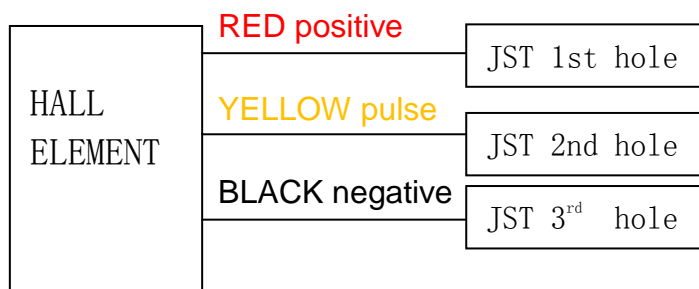 RED positive
JST 1st hole
HALL
ELEMENT
YELLOW pulse
JST 2nd hole
BLACK negative
JST 3rd hole